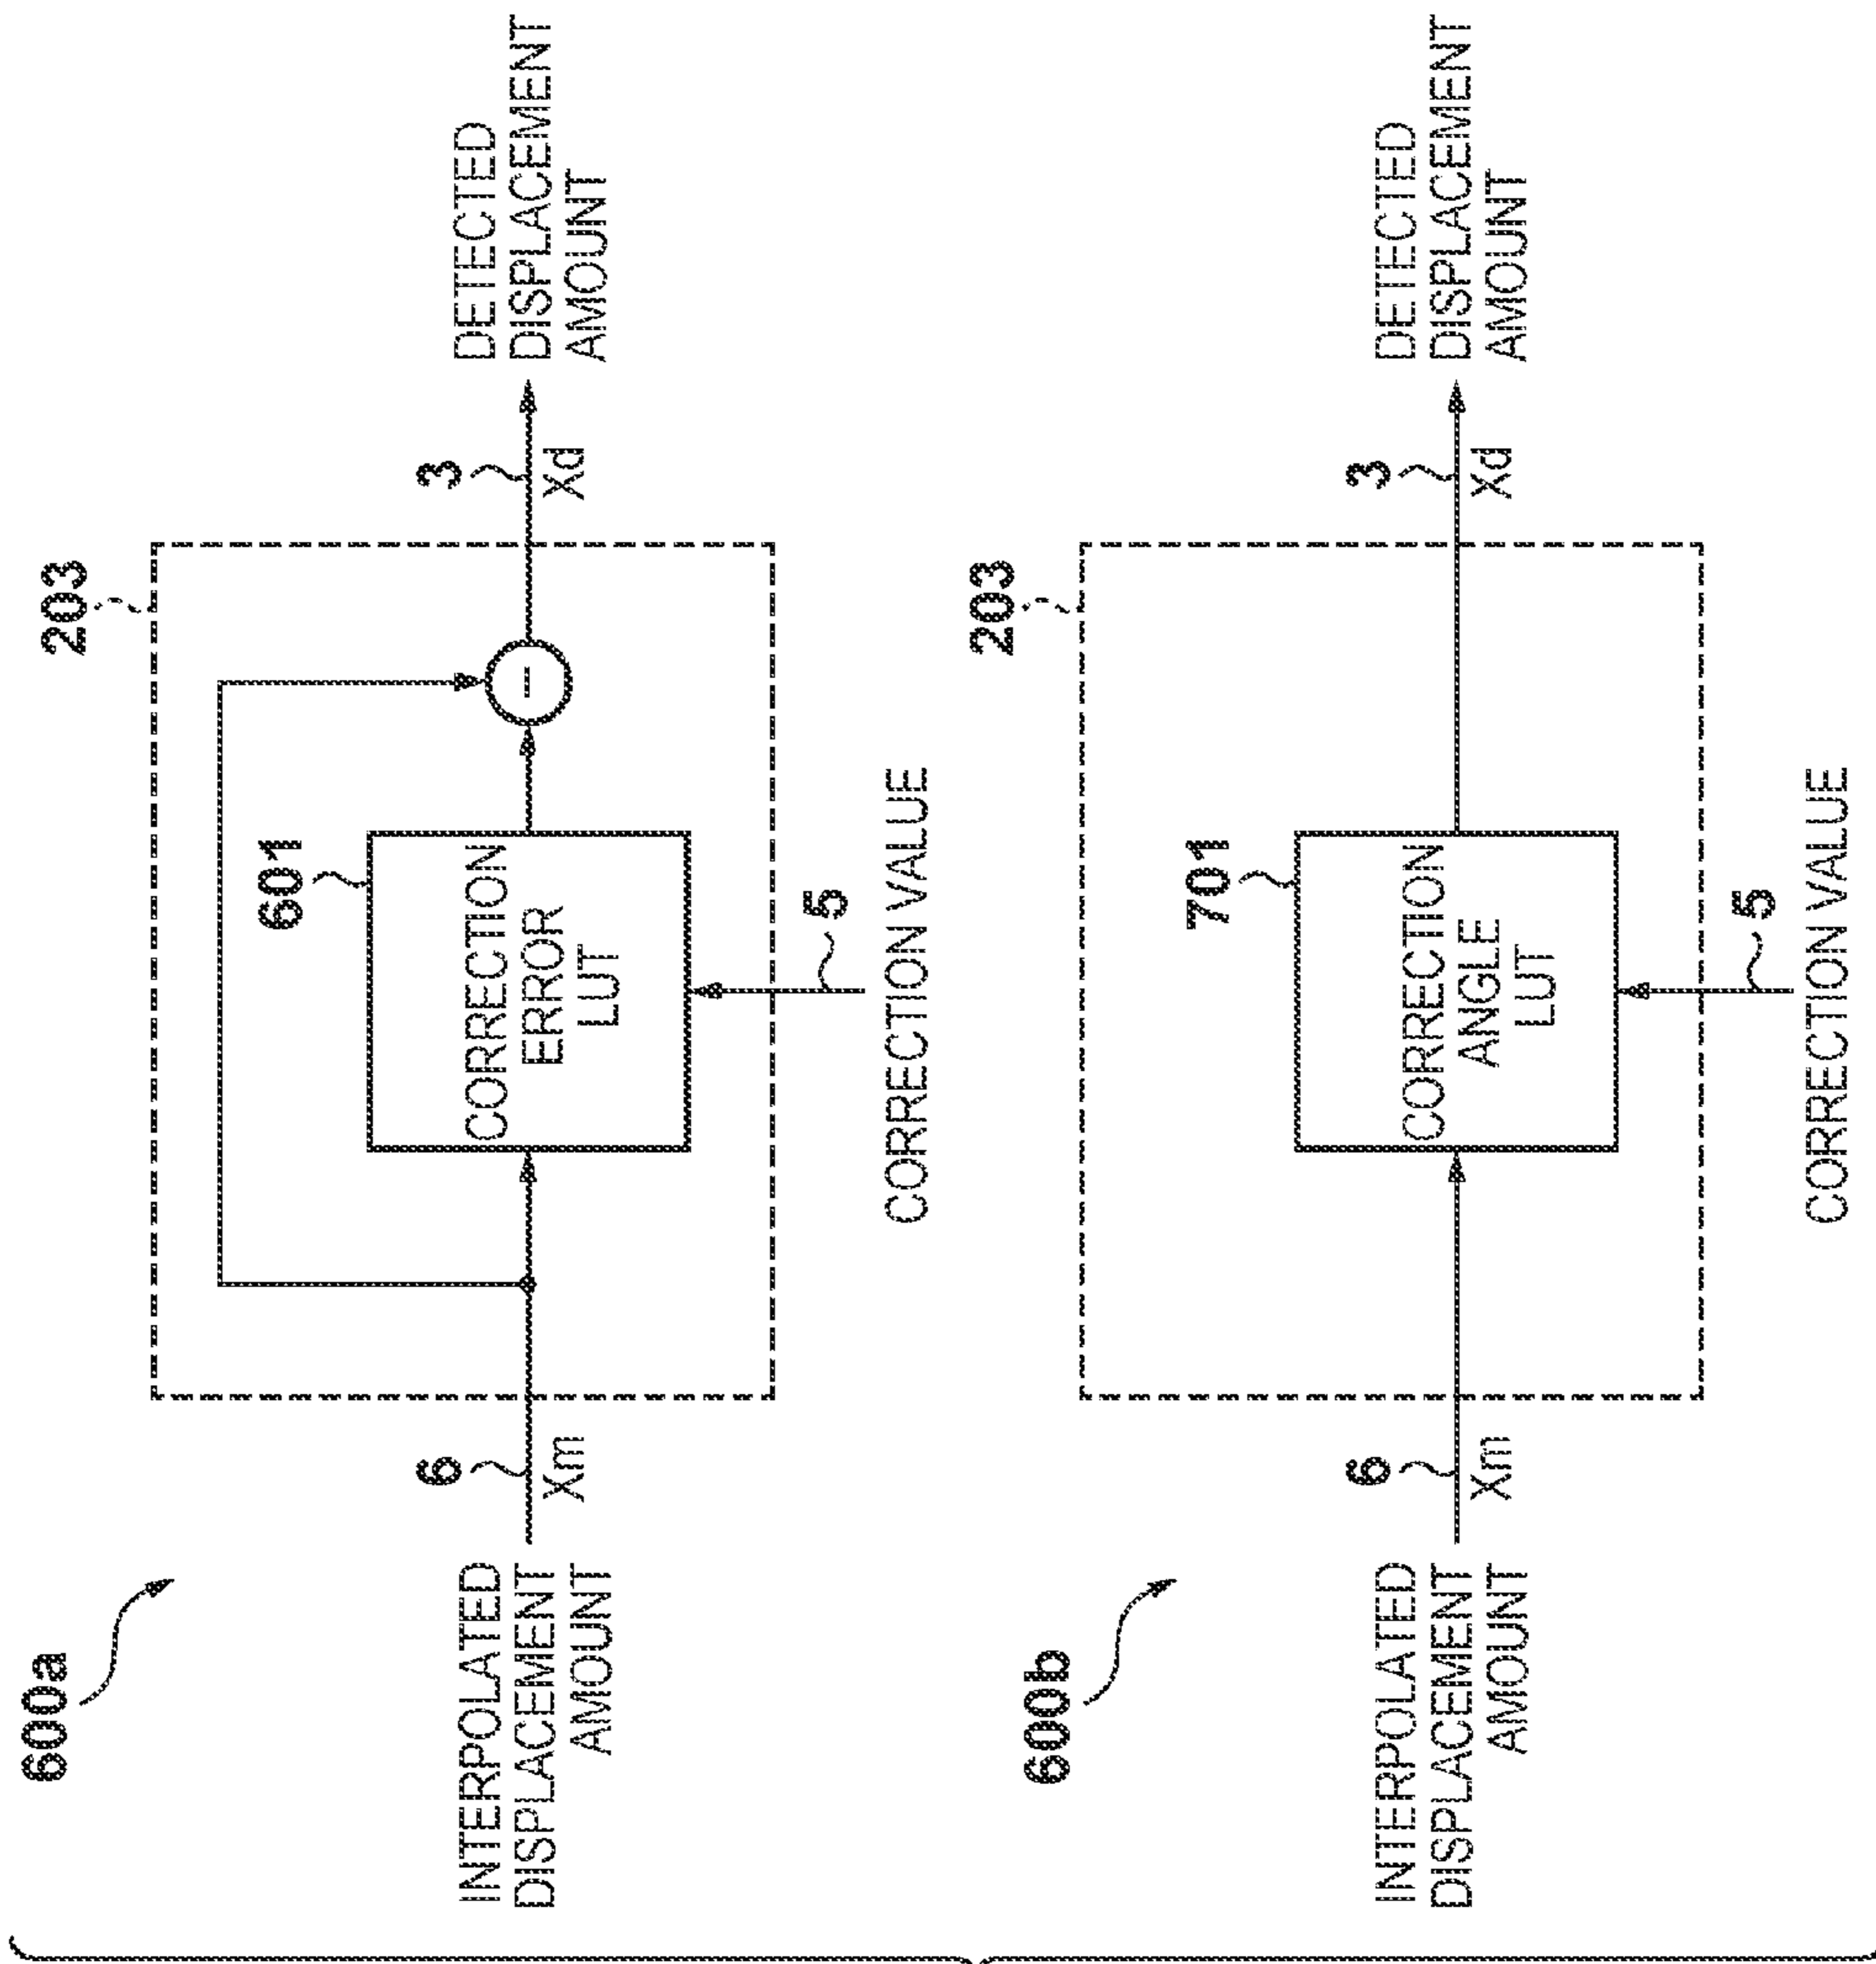 600a
203
INTERPOLATED
DISPLACEMENT
AMOUNT
6
Xm
601
CORRECTION
ERROR
LUT
−
3
Xd
DETECTED
DISPLACEMENT
AMOUNT
5
CORRECTION VALUE
600b
203
INTERPOLATED
DISPLACEMENT
AMOUNT
6
Xm
701
CORRECTION
ANGLE
LUT
3
Xd
DETECTED
DISPLACEMENT
AMOUNT
5
CORRECTION VALUE